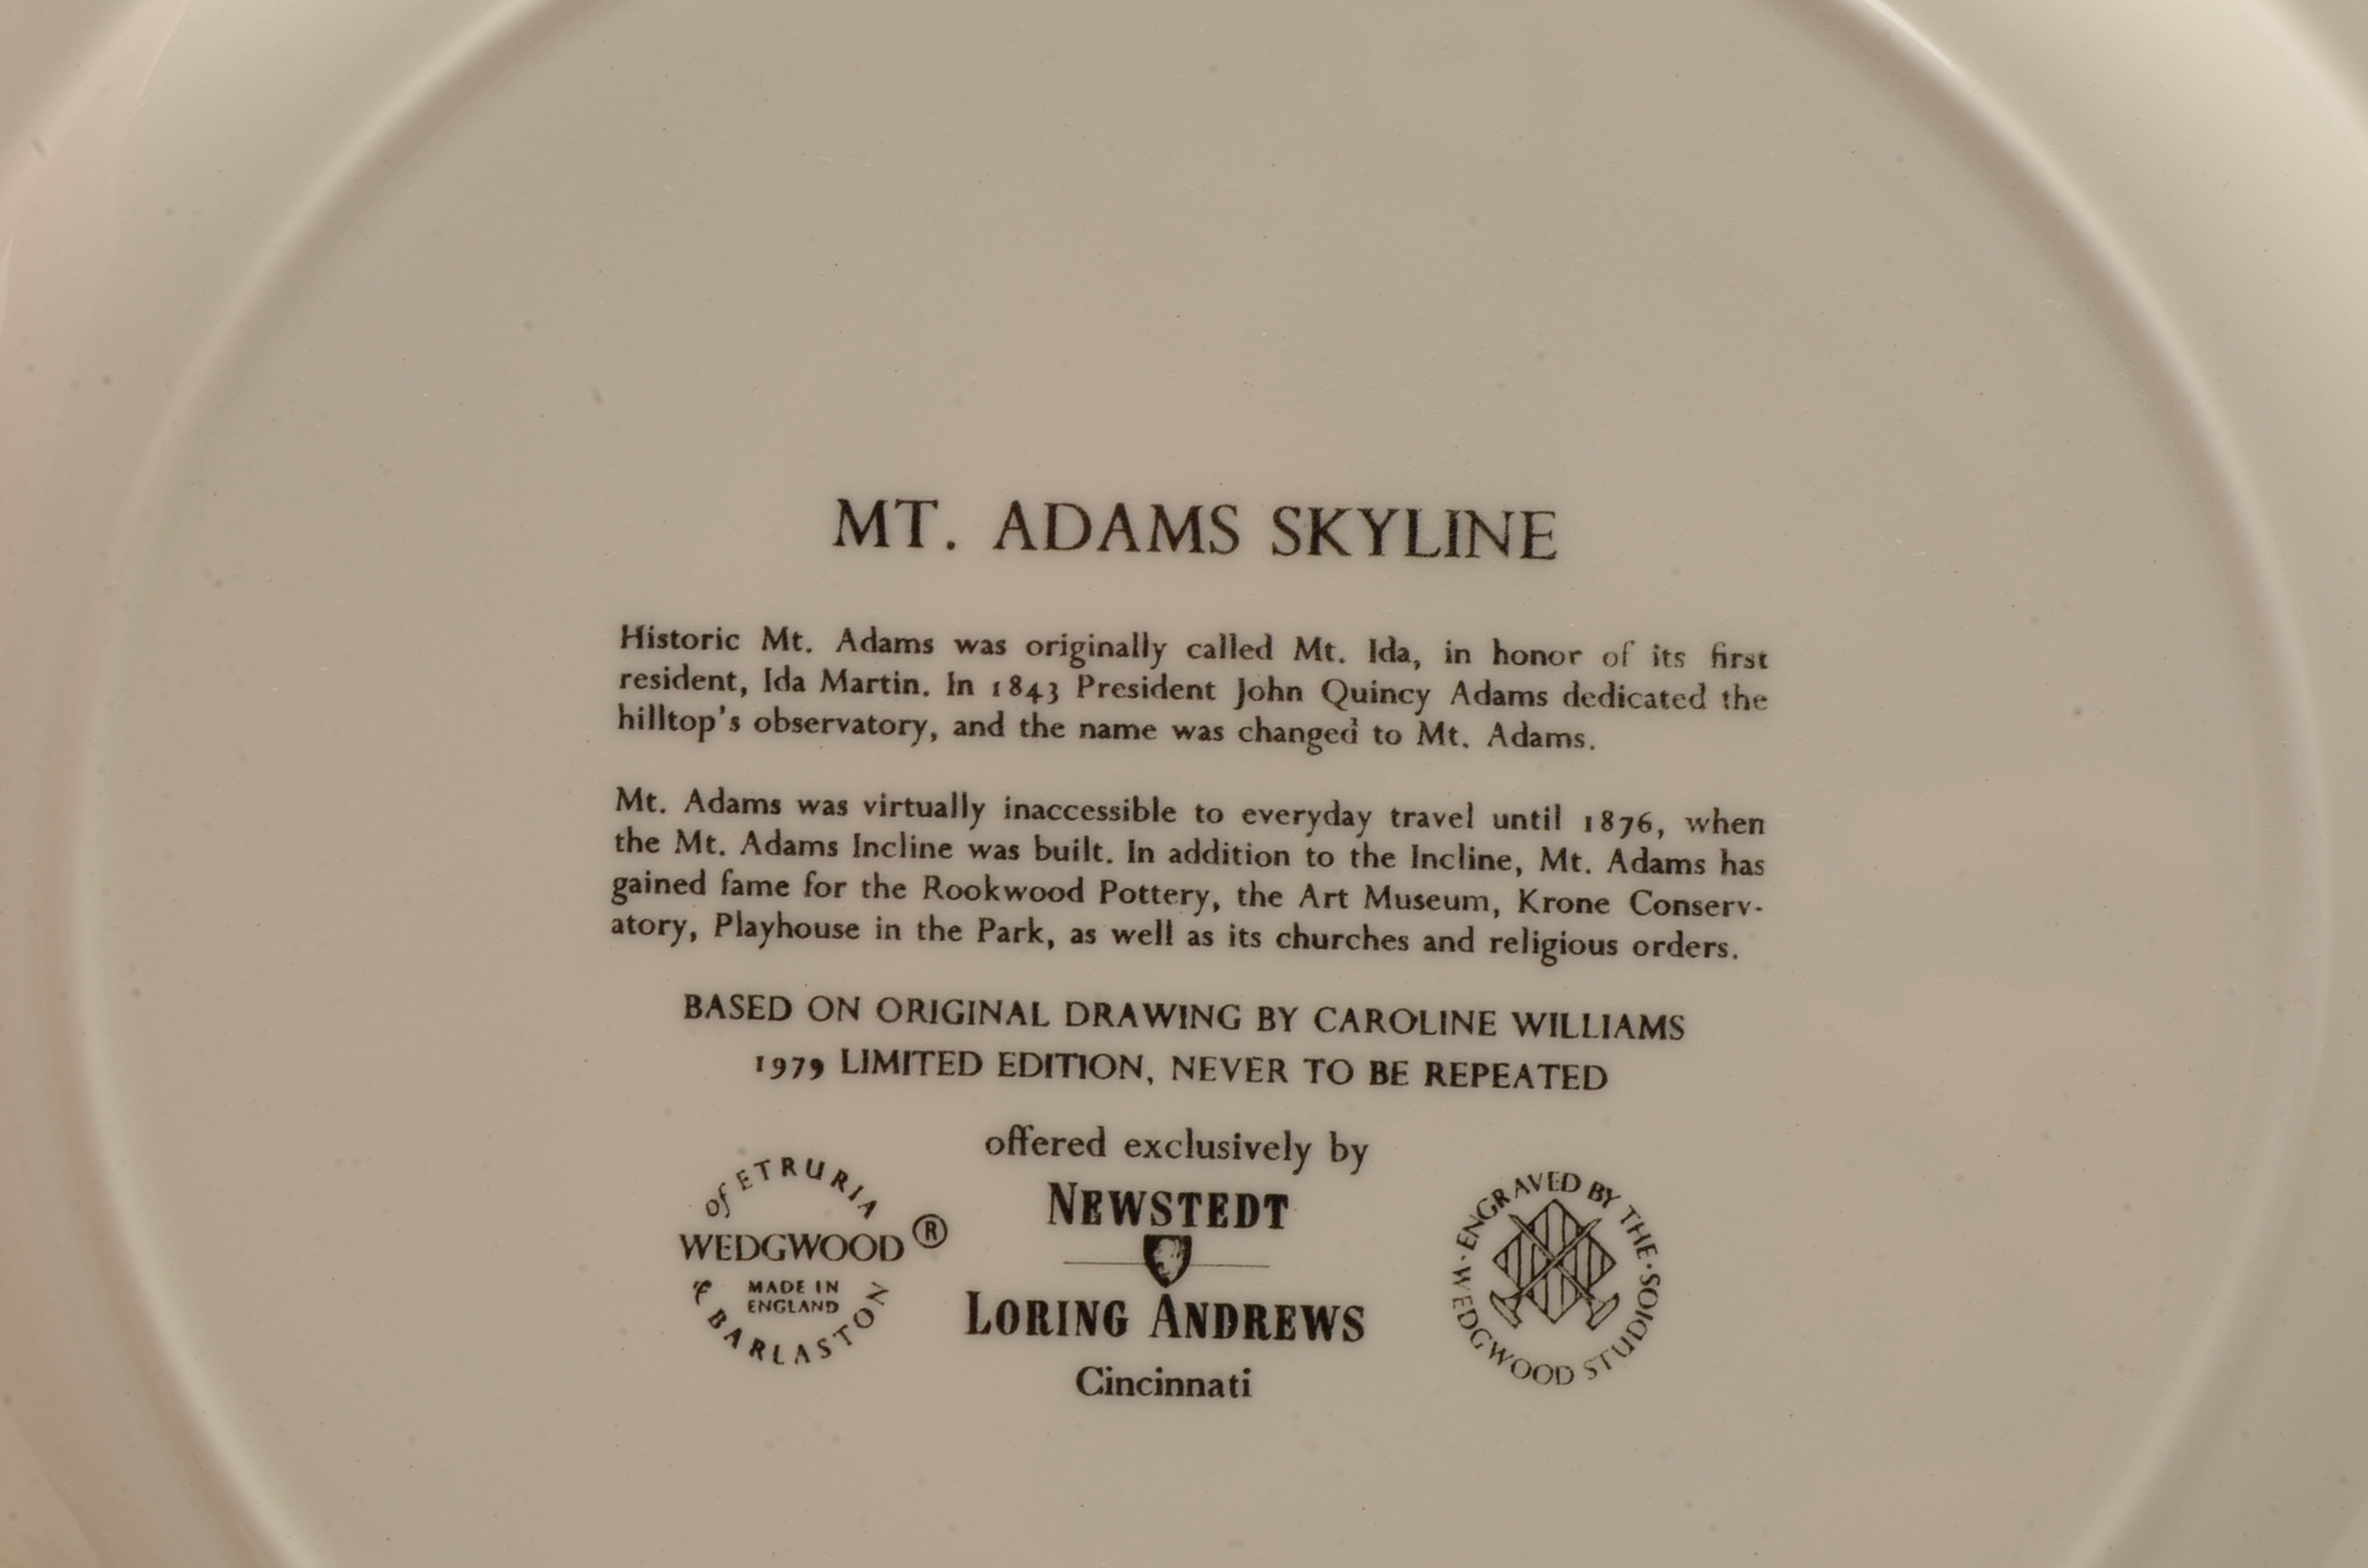 MT. ADAMS SKYLINE
Historic Mt. Adams was originally called Mt. Ida, in honor of its first
resident, Ida Martin. In 1843 President John Quincy Adams dedicated the
hilltop's observatory, and the name was changed to Mt. Adams.
Mt. Adams was virtually inaccessible to everyday travel until 1876, when
the Mt. Adams Incline was built. In addition to the Incline, Mt. Adams has
gained fame for the Rookwood Pottery, the Art Museum, Krone Conserv-
atory, Playhouse in the Park, as well as its churches and religious orders.
BASED ON ORIGINAL DRAWING BY CAROLINE WILLIAMS
1979 LIMITED EDITION, NEVER TO BE REPEATED
offered exclusively by
NEWSTEDT
LORING ANDREWS
Cincinnati
of ETRURIA
WEDGWOOD ®
MADE IN
ENGLAND
& BARLASTON
ENGRAVED BY THE·SOIDUTS DOOWGDEW·W